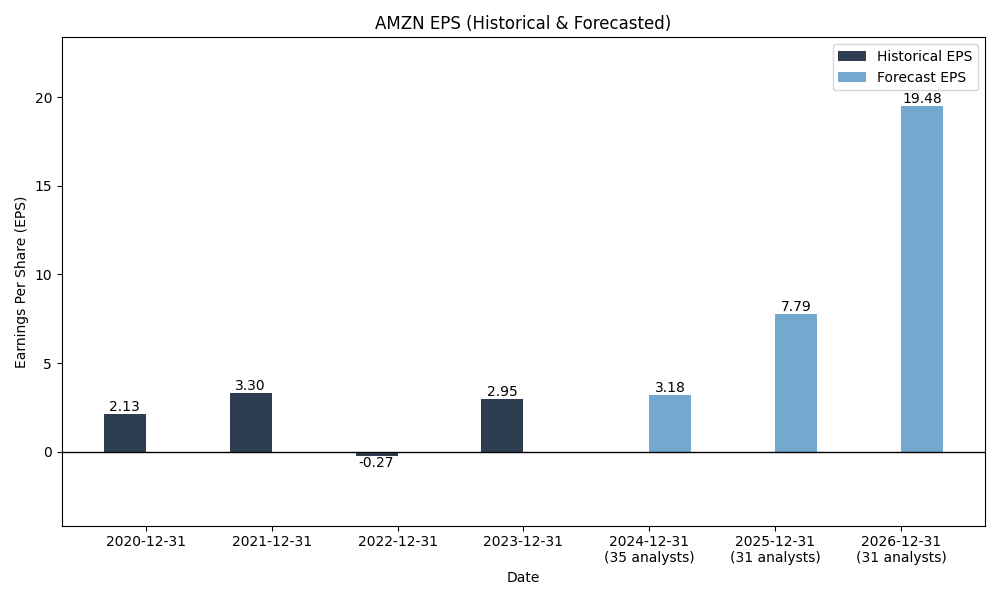 AMZN EPS (Historical & Forecasted)
Historical EPS
Forecast EPS
Earnings Per Share (EPS)
20
15
10
5
0
2.13
3.30
-0.27
2.95
3.18
7.79
19.48
2020-12-31
2021-12-31
2022-12-31
2023-12-31
2024-12-31
(35 analysts)
2025-12-31
(31 analysts)
2026-12-31
(31 analysts)
Date